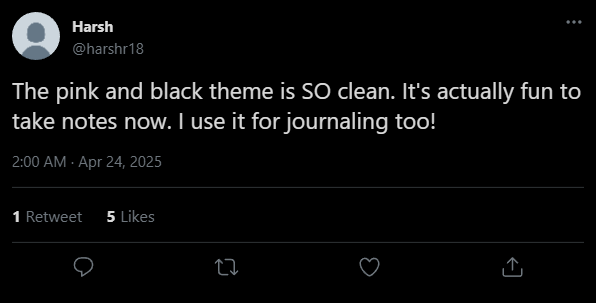 Harsh
@harshr18
The pink and black theme is SO clean. It's actually fun to
take notes now. I use it for journaling too!
2:00 AM · Apr 24, 2025
1 Retweet 5 Likes